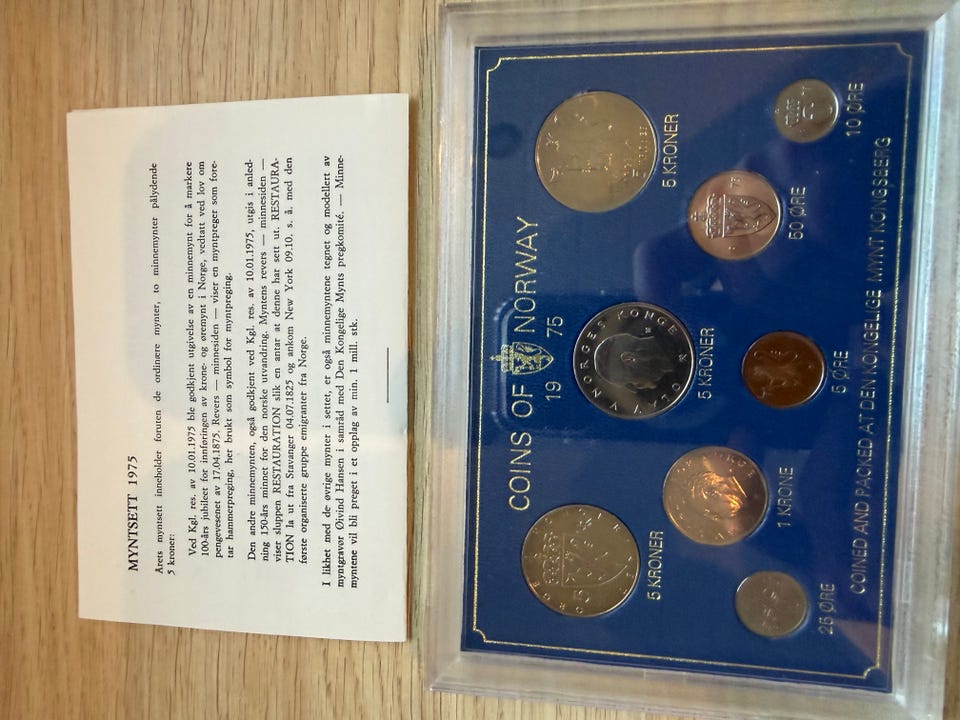 MYNTSETT 1975
Årets myntsett inneholder foruten de ordinære mynter, to minnemynter pålydende
5 kroner:
Ved Kgl. res. av 10.01.1975 ble godkjent utgivelse av en minnemynt for å markere
100-års jubileet for innføringen av krone- og øremynt i Norge, vedtatt ved lov om
pengevesenet av 17.04.1875. Revers — minnesiden — viser en myntpreger som fore-
tar hammerpreging, her brukt som symbol for myntpreging.
Den andre minnemynten, også godkjent ved Kgl. res. av 10.01.1975, utgis i anled-
ning 150-års minnet for den norske utvandring. Myntens revers — minnesiden —
viser sluppen RESTAURATION slik en antar at denne har sett ut. RESTAURA-
TION la ut fra Stavanger 04.07.1825 og ankom New York 09.10. s. å. med den
første organiserte gruppe emigranter fra Norge.
I likhet med de øvrige mynter i settet, er også minnemyntene tegnet og modellert av
myntgravør Øivind Hansen i samråd med Den Kongelige Mynts pregkomité. — Minne-
myntene vil bli preget i et opplag av min. 1 mill. stk.
COINS OF NORWAY
19 75
5 KRONER
OLAV V NORGES KONGE
5 KRONER
5 KRONER
25 ØRE
1 KRONE
5 ØRE
50 ØRE
75
10 ØRE
COINED AND PACKED AT DEN KONGELIGE MYNT KONGSBERG